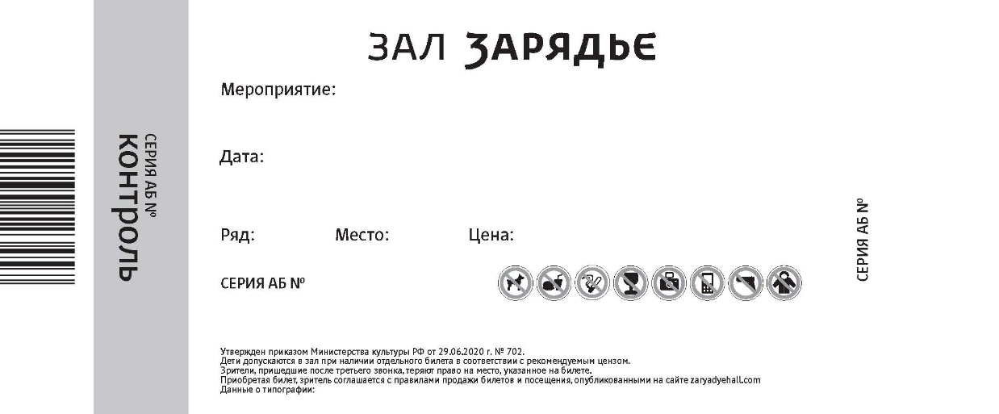 СЕРИЯ АБ №
КОНТРОЛЬ
ЗАЛ ЗАРЯДЬЕ
Мероприятие:
Дата:
Ряд: Место: Цена:
СЕРИЯ АБ №
СЕРИЯ АБ №
Утвержден приказом Министерства культуры РФ от 29.06.2020 г. № 702.
Дети допускаются в зал при наличии отдельного билета в соответствии с рекомендуемым цензом.
Зрители, пришедшие после третьего звонка, теряют право на место, указанное на билете.
Приобретая билет, зритель соглашается с правилами продажи билетов и посещения, опубликованными на сайте zaryadyehall.com
Данные о типографии: